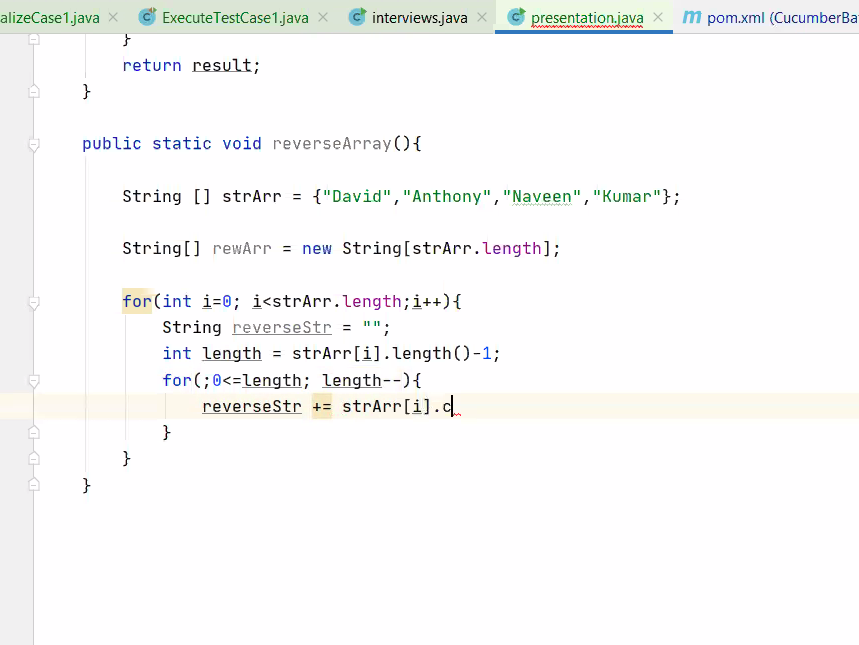 alizeCase1.java ExecuteTestCase1.java interviews.java presentation.java m pom.xml (CucumberBa
}
return result;
}
public static void reverseArray(){
String [] strArr = {"David","Anthony","Naveen","Kumar"};
String[] rewArr = new String[strArr.length];
for(int i=0; i<strArr.length;i++){
String reverseStr = "";
int length = strArr[i].length()-1;
for(;0<=length; length--){
reverseStr += strArr[i].c
}
}
}